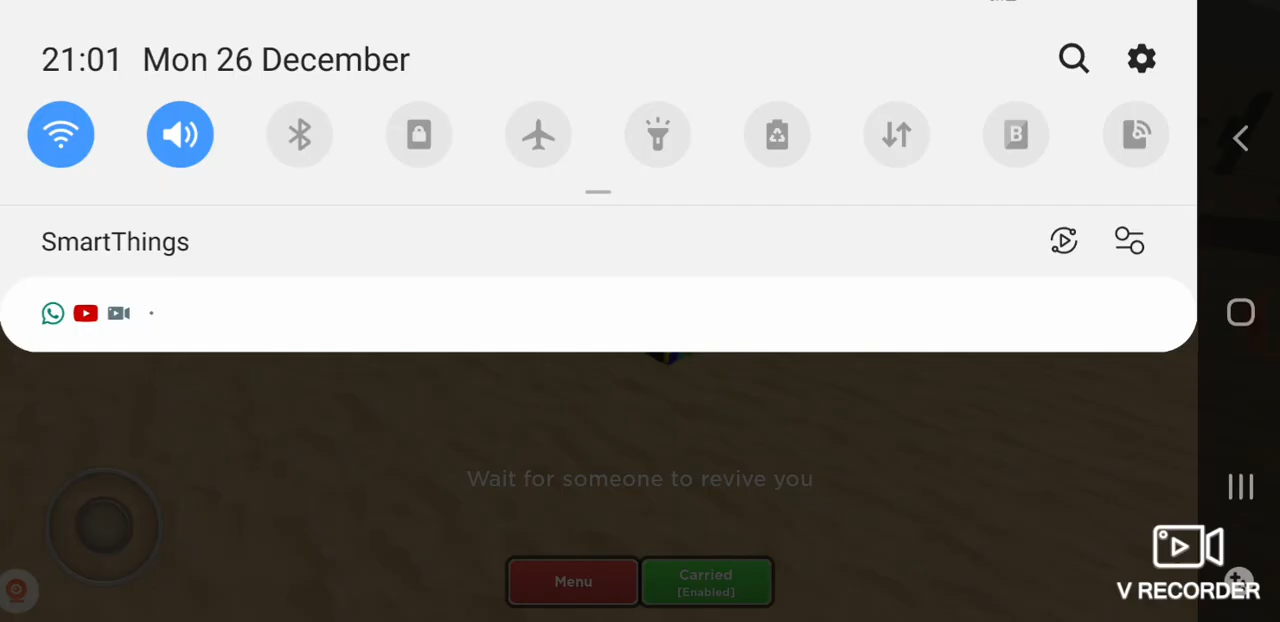 21:01 Mon 26 December
B
SmartThings
Wait for someone to revive you
Menu
Carried
[Enabled]
V RECORDER